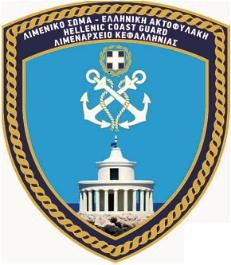 ΛΙΜΕΝΙΚΟ ΣΩΜΑ - ΕΛΛΗΝΙΚΗ ΑΚΤΟΦΥΛΑΚΗ
HELLENIC COAST GUARD
ΛΙΜΕΝΑΡΧΕΙΟ ΚΕΦΑΛΛΗΝΙΑΣ